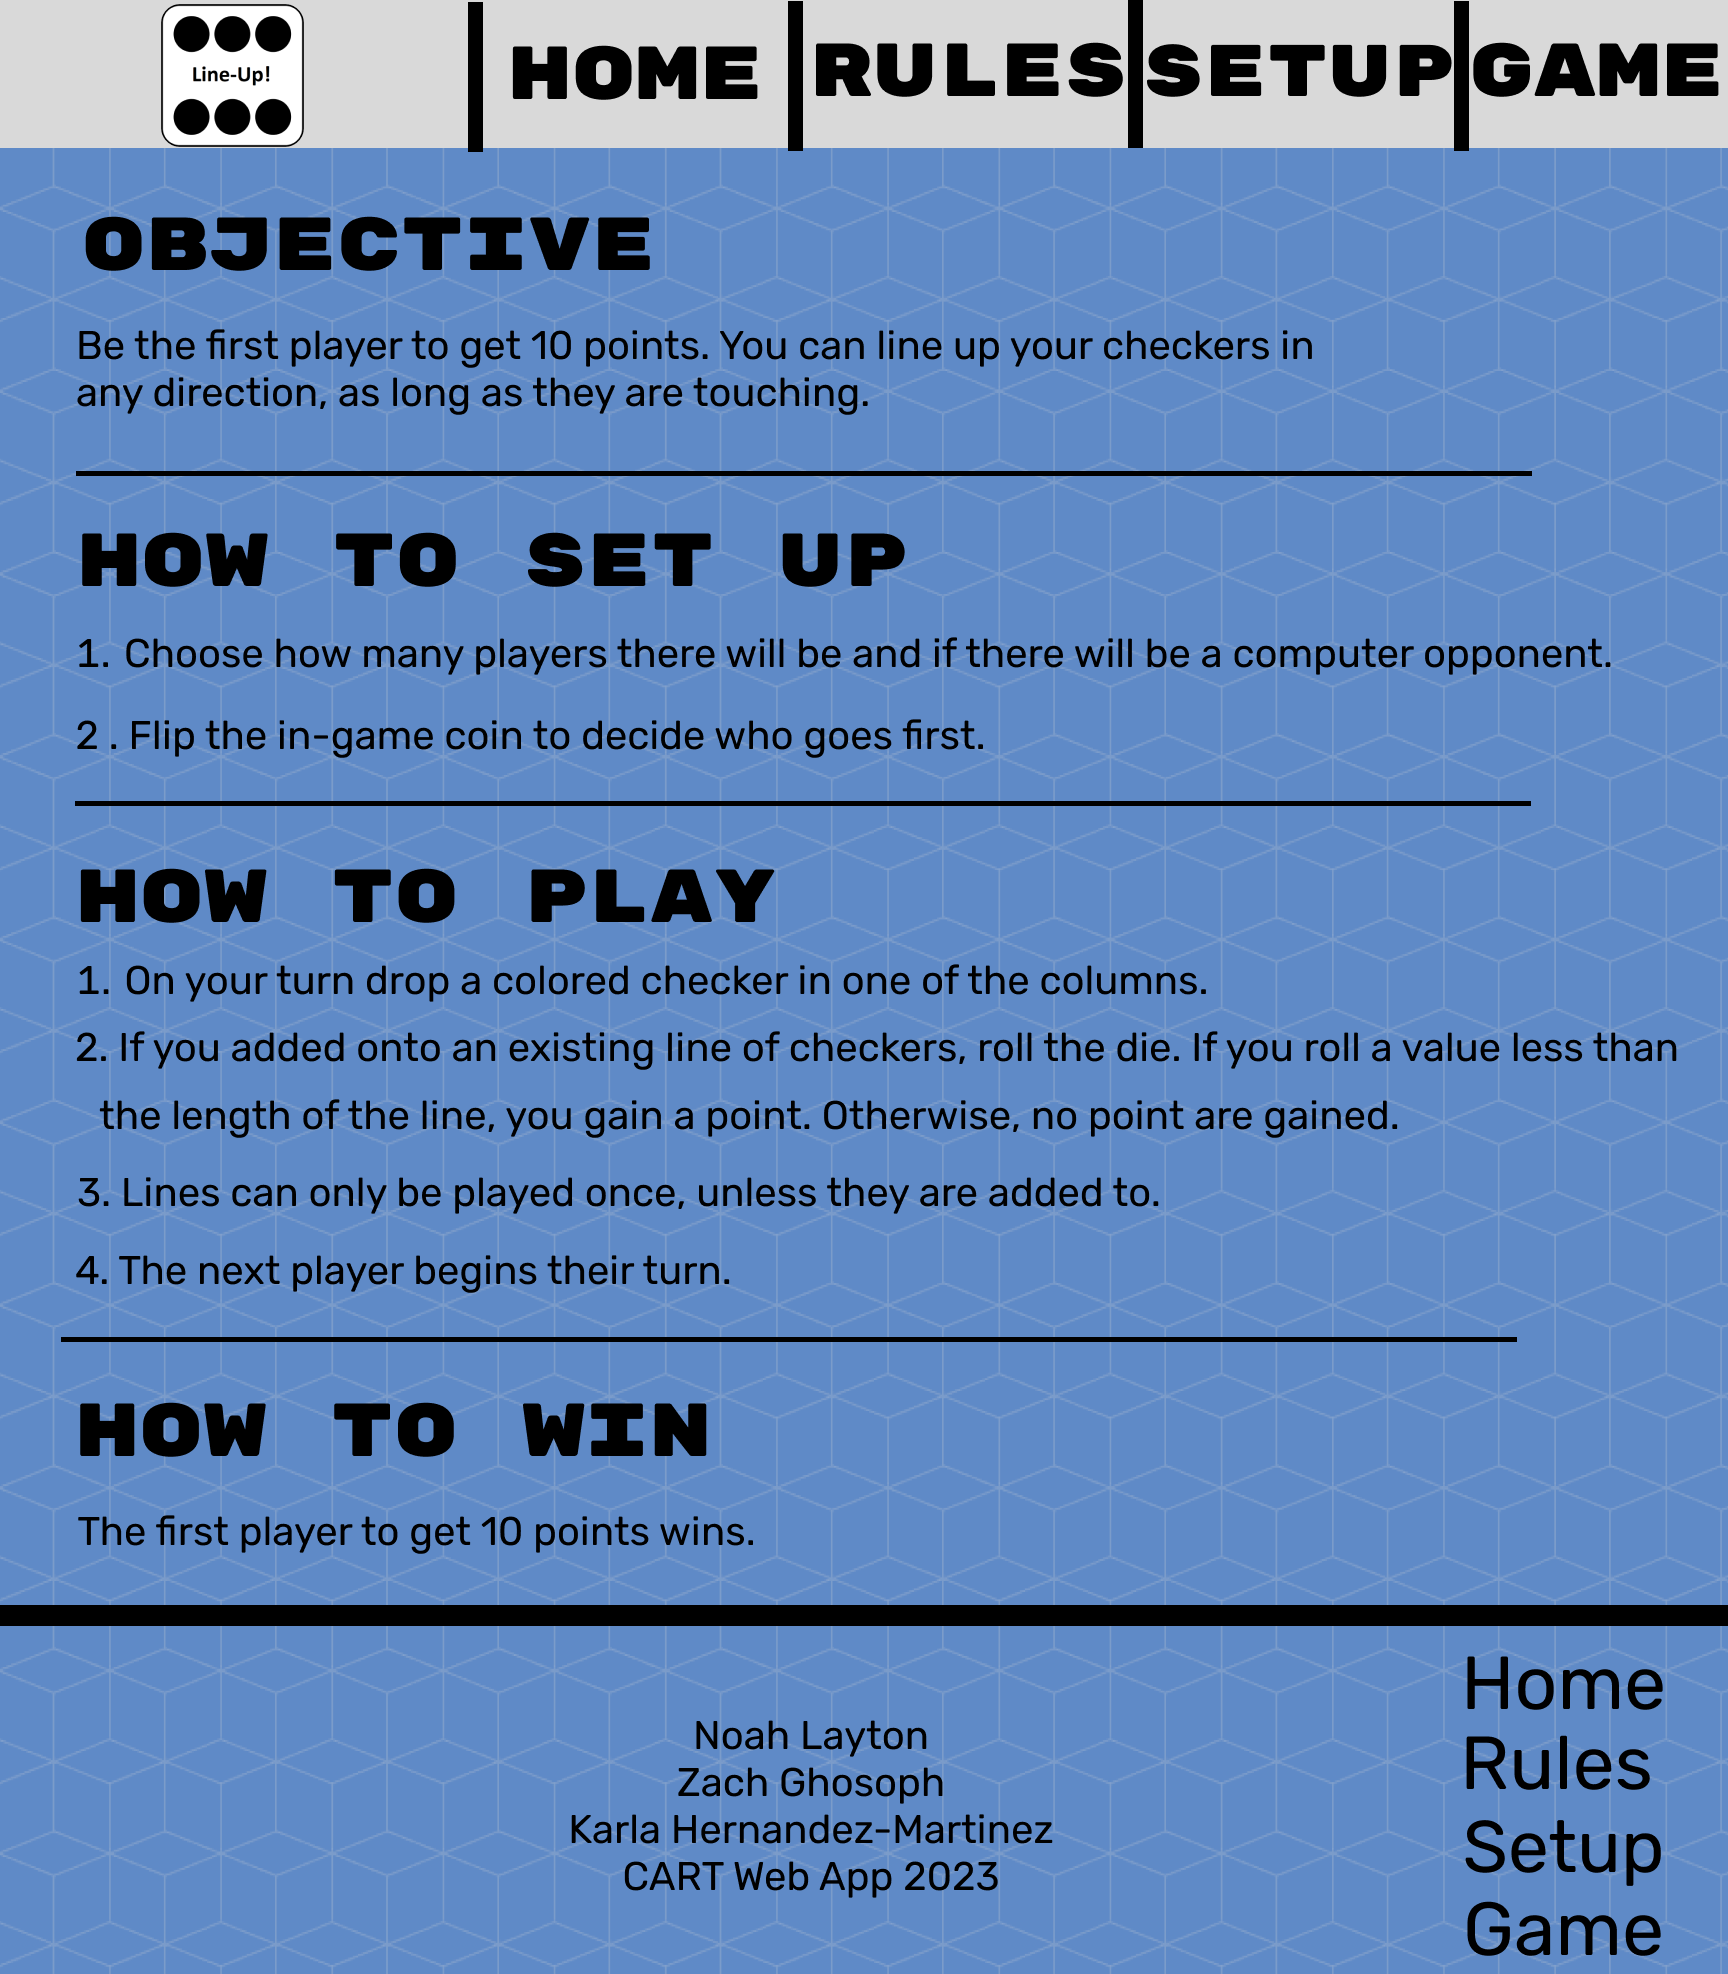 Line-Up!
HOME RULES SETUP GAME
OBJECTIVE
Be the first player to get 10 points. You can line up your checkers in
any direction, as long as they are touching.
HOW TO SET UP
1. Choose how many players there will be and if there will be a computer opponent.
2 . Flip the in-game coin to decide who goes first.
HOW TO PLAY
1. On your turn drop a colored checker in one of the columns.
2. If you added onto an existing line of checkers, roll the die. If you roll a value less than
the length of the line, you gain a point. Otherwise, no point are gained.
3. Lines can only be played once, unless they are added to.
4. The next player begins their turn.
HOW TO WIN
The first player to get 10 points wins.
Noah Layton
Zach Ghosoph
Karla Hernandez-Martinez
CART Web App 2023
Home
Rules
Setup
Game